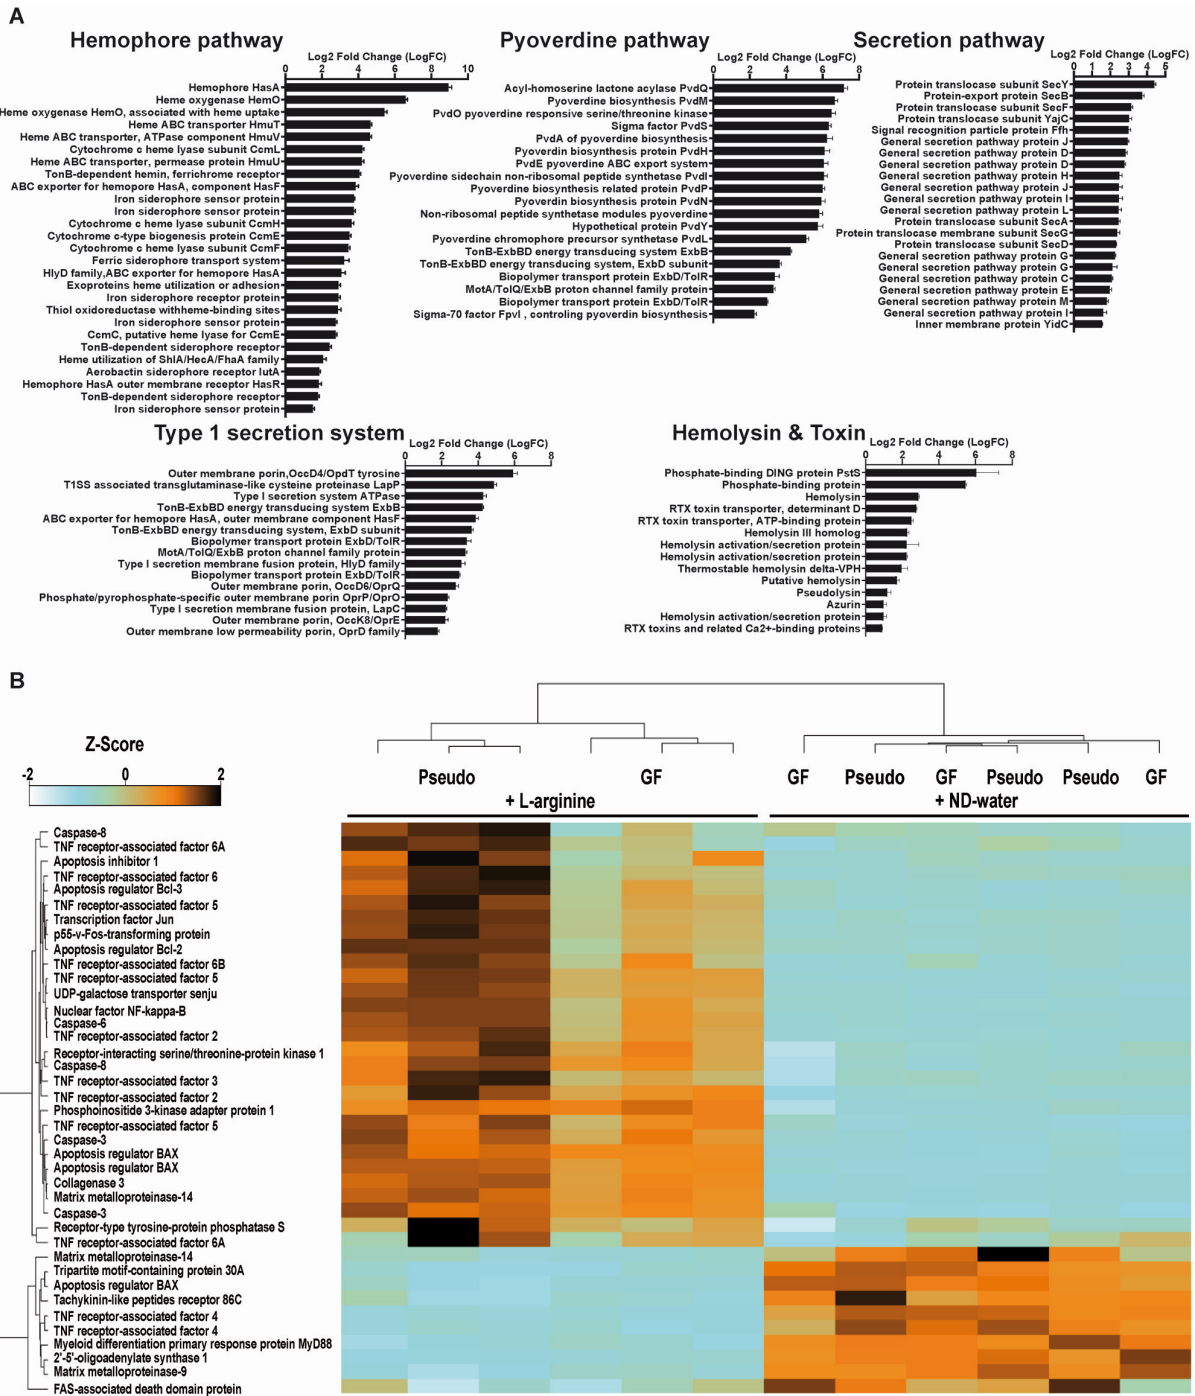 A
Hemophore pathway
Log2 Fold Change (LogFC)
0 2 4 6 8 10
Hemophore HasA
Heme oxygenase HemO
Heme oxygenase HemO, associated with heme uptake
Heme ABC transporter HmuT
Heme ABC transporter, ATPase component HmuV
Cytochrome c heme lyase subunit CcmL
Heme ABC transporter, permease protein HmuU
TonB-dependent hemin, ferrichrome receptor
ABC exporter for hemopore HasA, component HasF
Iron siderophore sensor protein
Iron siderophore sensor protein
Cytochrome c heme lyase subunit CcmH
Cytochrome c-type biogenesis protein CcmE
Cytochrome c heme lyase subunit CcmF
Ferric siderophore transport system
HlyD family,ABC exporter for hemopore HasA
Exoproteins heme utilization or adhesion
Iron siderophore receptor protein
Thiol oxidoreductase withheme-binding sites
Iron siderophore sensor protein
CcmC, putative heme lyase for CcmE
TonB-dependent siderophore receptor
Heme utilization of ShlA/HecA/FhaA family
Aerobactin siderophore receptor IutA
Hemophore HasA outer membrane receptor HasR
TonB-dependent siderophore receptor
Iron siderophore sensor protein
Pyoverdine pathway
Log2 Fold Change (LogFC)
0 2 4 6 8
Acyl-homoserine lactone acylase PvdQ
Pyoverdine biosynthesis PvdM
PvdO pyoverdine responsive serine/threonine kinase
Sigma factor PvdS
PvdA of pyoverdine biosynthesis
Pyoverdin biosynthesis protein PvdH
PvdE pyoverdine ABC export system
Pyoverdine sidechain non-ribosomal peptide synthetase PvdI
Pyoverdine biosynthesis related protein PvdP
Pyoverdin biosynthesis protein PvdN
Non-ribosomal peptide synthetase modules pyoverdine
Hypothetical protein PvdY
Pyoverdine chromophore precursor synthetase PvdL
TonB-ExbBD energy transducing system ExbB
TonB-ExbBD energy transducing system, ExbD subunit
Biopolymer transport protein ExbD/TolR
MotA/TolQ/ExbB proton channel family protein
Biopolymer transport protein ExbD/TolR
Sigma-70 factor FpvI , controling pyoverdin biosynthesis
Secretion pathway
Log2 Fold Change (LogFC)
0 1 2 3 4 5
Protein translocase subunit SecY
Protein-export protein SecB
Protein translocase subunit SecF
Protein translocase subunit YajC
Signal recognition particle protein Ffh
General secretion pathway protein J
General secretion pathway protein D
General secretion pathway protein D
General secretion pathway protein H
General secretion pathway protein J
General secretion pathway protein I
General secretion pathway protein L
Protein translocase subunit SecA
Protein translocase membrane subunit SecG
Protein translocase subunit SecD
General secretion pathway protein G
General secretion pathway protein G
General secretion pathway protein C
General secretion pathway protein E
General secretion pathway protein M
General secretion pathway protein I
Inner membrane protein YidC
Type 1 secretion system
Log2 Fold Change (LogFC)
0 2 4 6 8
Outer membrane porin,OccD4/OpdT tyrosine
T1SS associated transglutaminase-like cysteine proteinase LapP
Type I secretion system ATPase
TonB-ExbBD energy transducing system ExbB
ABC exporter for hemopore HasA, outer membrane component HasF
TonB-ExbBD energy transducing system, ExbD subunit
Biopolymer transport protein ExbD/TolR
MotA/TolQ/ExbB proton channel family protein
Type I secretion membrane fusion protein, HlyD family
Biopolymer transport protein ExbD/TolR
Outer membrane porin, OccD6/OprQ
Phosphate/pyrophosphate-specific outer membrane porin OprP/OprO
Type I secretion membrane fusion protein, LapC
Outer membrane porin, OccK8/OprE
Outer membrane low permeability porin, OprD family
Hemolysin & Toxin
Log2 Fold Change (LogFC)
0 2 4 6 8
Phosphate-binding DING protein PstS
Phosphate-binding protein
Hemolysin
RTX toxin transporter, determinant D
RTX toxin transporter, ATP-binding protein
Hemolysin III homolog
Hemolysin activation/secretion protein
Hemolysin activation/secretion protein
Thermostable hemolysin delta-VPH
Putative hemolysin
Pseudolysin
Azurin
Hemolysin activation/secretion protein
RTX toxins and related Ca2+-binding proteins
B
Z-Score
-2 0 2
Pseudo GF GF Pseudo GF Pseudo Pseudo GF
+ L-arginine + ND-water
Caspase-8
TNF receptor-associated factor 6A
Apoptosis inhibitor 1
TNF receptor-associated factor 6
Apoptosis regulator Bcl-3
TNF receptor-associated factor 5
Transcription factor Jun
p55-v-Fos-transforming protein
Apoptosis regulator Bcl-2
TNF receptor-associated factor 6B
TNF receptor-associated factor 5
UDP-galactose transporter senju
Nuclear factor NF-kappa-B
Caspase-6
TNF receptor-associated factor 2
Receptor-interacting serine/threonine-protein kinase 1
Caspase-8
TNF receptor-associated factor 3
TNF receptor-associated factor 2
Phosphoinositide 3-kinase adapter protein 1
TNF receptor-associated factor 5
Caspase-3
Apoptosis regulator BAX
Apoptosis regulator BAX
Collagenase 3
Matrix metalloproteinase-14
Caspase-3
Receptor-type tyrosine-protein phosphatase S
TNF receptor-associated factor 6A
Matrix metalloproteinase-14
Tripartite motif-containing protein 30A
Apoptosis regulator BAX
Tachykinin-like peptides receptor 86C
TNF receptor-associated factor 4
TNF receptor-associated factor 4
Myeloid differentiation primary response protein MyD88
2'-5'-oligoadenylate synthase 1
Matrix metalloproteinase-9
FAS-associated death domain protein